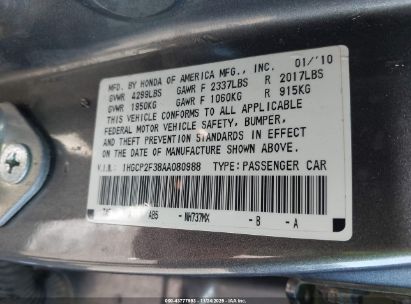 MFD. BY HONDA OF AMERICA MFG., INC. 01/'10
GVWR 4299LBS GAWR F 2337LBS R 2017LBS
GVWR 1950KG GAWR F 1060KG R 915KG
THIS VEHICLE CONFORMS TO ALL APPLICABLE
FEDERAL MOTOR VEHICLE SAFETY, BUMPER,
AND THEFT PREVENTION STANDARDS IN EFFECT
ON THE DATE OF MANUFACTURE SHOWN ABOVE.
V.I.N.: 1HGCP2F38AA080988 TYPE: PASSENGER CAR
AB5 - NH737MX - B - A